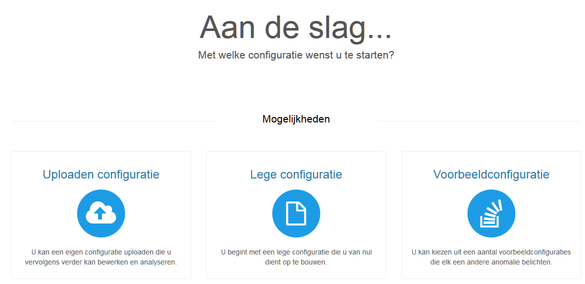 Aan de slag...
Met welke configuratie wenst u te starten?
Mogelijkheden
Uploaden configuratie
U kan een eigen configuratie uploaden die u
vervolgens verder kan bewerken en analyseren.
Lege configuratie
U begint met een lege configuratie die u van nul
dient op te bouwen.
Voorbeeldconfiguratie
U kan kiezen uit een aantal voorbeeldconfiguraties
die elk een andere anomalie belichten.